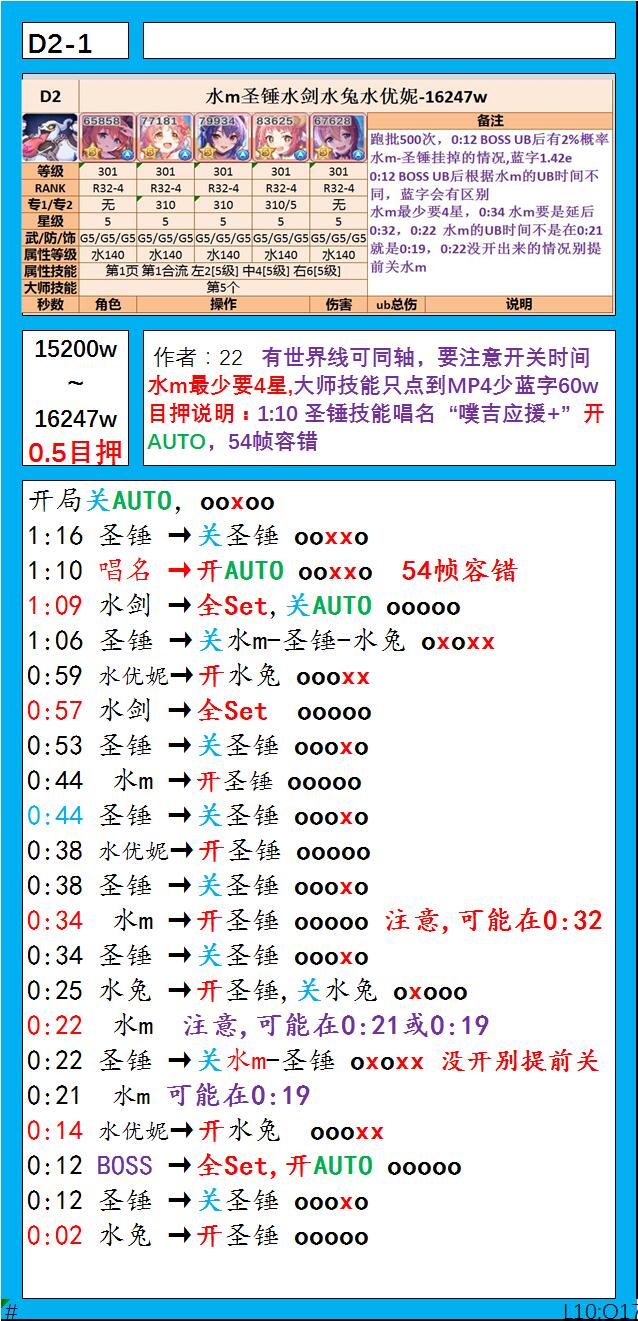 D2-1
D2 水m圣锤水剑水兔水优妮-16247w
65858 77181 79934 83625 67628
备注
跑批500次，0:12 BOSS UB后有2%概率
水m-圣锤挂掉的情况,蓝字1.42e
0:12 BOSS UB后根据水m的UB时间不
同，蓝字会有区别
水m最少要4星，0:34 水m要是延后
0:32，0:22 水m的UB时间不是在0:21
就是0:19，0:22没开出来的情况别提
前关水m
等级 301 301 301 301 301
RANK R32-4 R32-4 R32-4 R32-4 R32-4
专1/专2 无 310 310 310/5 无
星级 5 5 5 5 5
武/防/饰 G5/G5/G5 G5/G5/G5 G5/G5/G5 G5/G5/G5 G5/G5/G5
属性等级 水140 水140 水140 水140 水140
属性技能 第1页 第1合流 左2[5级] 中4[5级] 右6[5级]
大师技能 第5个
秒数 角色 操作 伤害 ub总伤 说明
15200w
~
16247w
0.5目押
作者：22 有世界线可同轴，要注意开关时间
水m最少要4星,大师技能只点到MP4少蓝字60w
目押说明：1:10 圣锤技能唱名“噗吉应援+”开
AUTO，54帧容错
开局关AUTO, ooxoo
1:16 圣锤 →关圣锤 ooxxo
1:10 唱名 →开AUTO ooxxo 54帧容错
1:09 水剑 →全Set,关AUTO ooooo
1:06 圣锤 →关水m-圣锤-水兔 oxoxx
0:59 水优妮→开水兔 oooxx
0:57 水剑 →全Set ooooo
0:53 圣锤 →关圣锤 oooxo
0:44 水m →开圣锤 ooooo
0:44 圣锤 →关圣锤 oooxo
0:38 水优妮→开圣锤 ooooo
0:38 圣锤 →关圣锤 oooxo
0:34 水m →开圣锤 ooooo 注意,可能在0:32
0:34 圣锤 →关圣锤 oooxo
0:25 水兔 →开圣锤,关水兔 oxooo
0:22 水m 注意,可能在0:21或0:19
0:22 圣锤 →关水m-圣锤 oxoxx 没开别提前关
0:21 水m 可能在0:19
0:14 水优妮→开水兔 oooxx
0:12 BOSS →全Set,开AUTO ooooo
0:12 圣锤 →关圣锤 oooxo
0:02 水兔 →开圣锤 ooooo
# L10:O17